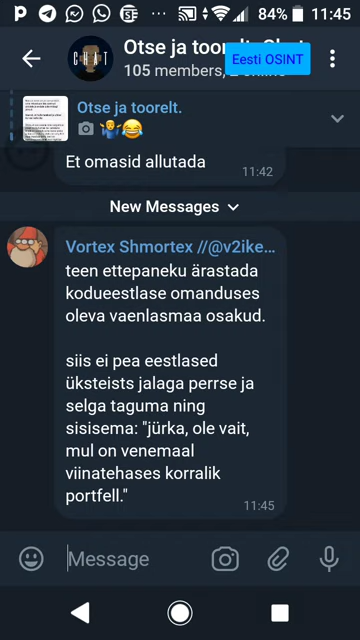 84% 11:45
CHAT
Otse ja
Eesti OSINT
105 members, 2 online
Otse ja toorelt.
Et omasid allutada
11:42
New Messages
Vortex Shmortex //@v2ike...
teen ettepaneku ärastada
kodueestlase omanduses
oleva vaenlasmaa osakud.
siis ei pea eestlased
üksteists jalaga perrse ja
selga taguma ning
sisisema: "jürka, ole vait,
mul on venemaal
viinatehases korralik
portfell."
11:45
Message